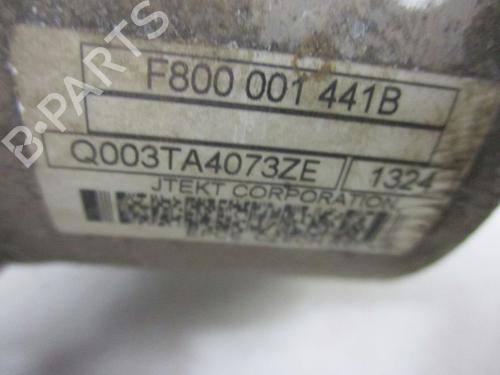 F800 001 441B
Q003TA4073ZE 1324
JTEKT CORPORATION
B-PARTS